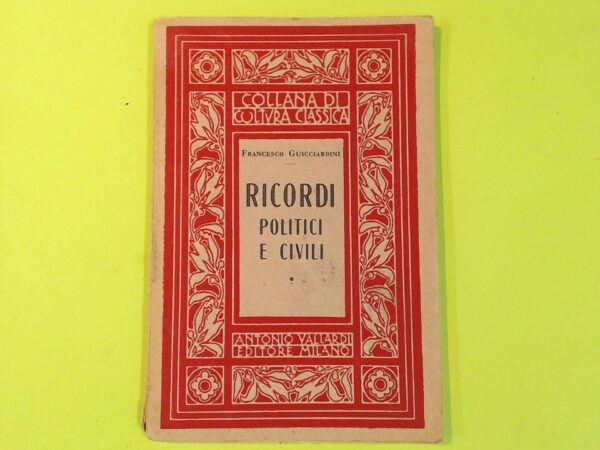 COLLANA DI
COLTVRA CLASSICA
FRANCESCO GUICCIARDINI
RICORDI
POLITICI
E CIVILI
ANTONIO VALLARDI
EDITORE MILANO